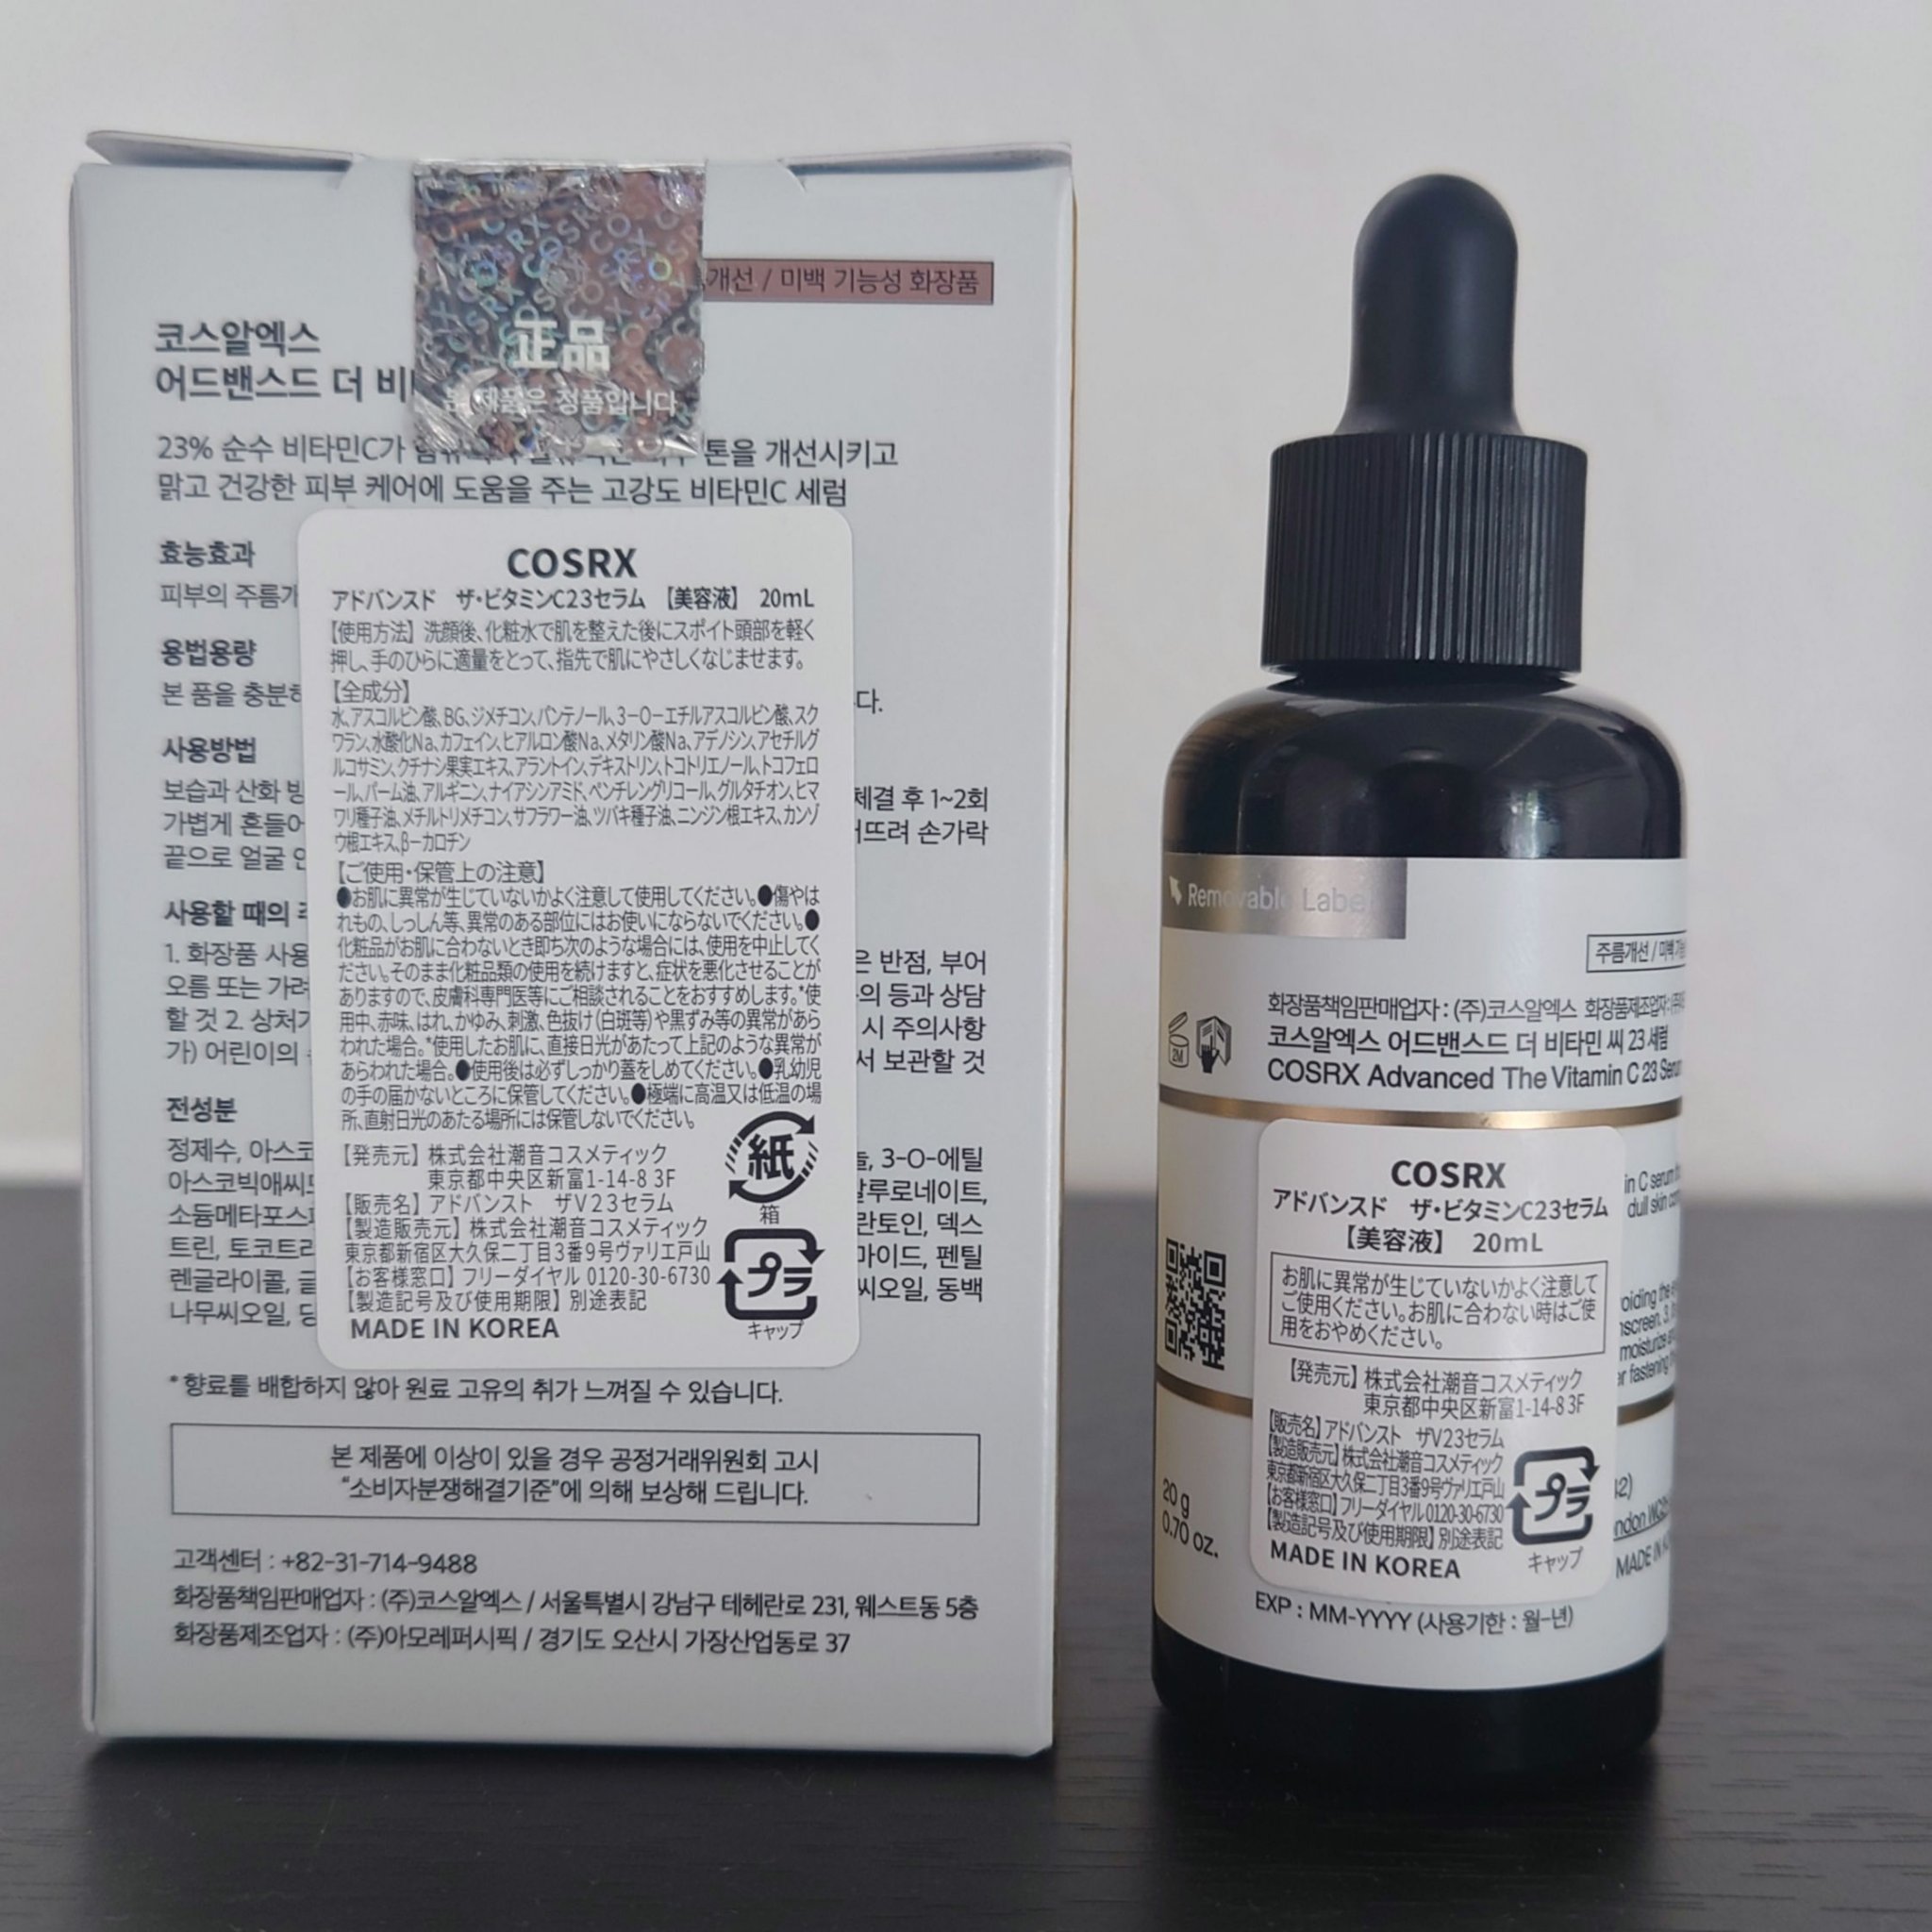 COSRX
正品
본 제품은 정품입니다
개선 / 미백 기능성 화장품
코스알엑스
어드밴스드 더 비
23% 순수 비타민C가 톤을 개선시키고
맑고 건강한 피부 케어에 도움을 주는 고강도 비타민C 세럼
효능효과
피부의 주름
용법용량
본 품을 충분
다.
사용방법
보습과 산화 방
체결 후 1~2회
가볍게 흔들어
손가락
끝으로 얼굴
사용할 때의
1. 화장품 사용
은 반점, 부어
오름 또는 가려
의 등과 상담
할 것 2. 상처
시 주의사항
가) 어린이의
서 보관할 것
전성분
정제수, 아스코
3-O-에틸
아스코빅애씨드
루로네이트,
소듐메타포스
란토인, 덱스
트린, 토코트리
마이드, 펜틸
렌글라이콜, 글
씨오일, 동백
나무씨오일, 당
COSRX
アドバンスド ザ・ビタミンC23セラム 【美容液】 20mL
【使用方法】洗顔後、化粧水で肌を整えた後にスポイト頭部を軽く
押し、手のひらに適量をとって、指先で肌にやさしくなじませます。
【全成分】
水、アスコルビン酸、BG、ジメチコン、パンテノール、3－O－エチルアスコルビン酸、スク
ワラン、水酸化Na、カフェイン、ヒアルロン酸Na、メタリン酸Na、アデノシン、アセチルグ
ルコサミン、クチナシ果実エキス、アラントイン、デキストリン、トコトリエノール、トコフェロ
ール、パーム油、アルギニン、ナイアシンアミド、ペンチレングリコール、グルタチオン、ヒマ
ワリ種子油、メチルトリメチコン、サフラワー油、ツバキ種子油、ニンジン根エキス、カンゾ
ウ根エキス、β－カロチン
【ご使用・保管上の注意】
●お肌に異常が生じていないかよく注意して使用してください。●傷やは
れもの、しっしん等、異常のある部位にはお使いにならないでください。●
化粧品がお肌に合わないとき即ち次のような場合には、使用を中止してく
ださい。そのまま化粧品類の使用を続けますと、症状を悪化させることが
ありますので、皮膚科専門医等にご相談されることをおすすめします。*使
用中、赤味、はれ、かゆみ、刺激、色抜け(白斑等)や黒ずみ等の異常があら
われた場合。*使用したお肌に、直接日光があたって上記のような異常が
あらわれた場合。●使用後は必ずしっかり蓋をしめてください。●乳幼児
の手の届かないところに保管してください。●極端に高温又は低温の場
所、直射日光のあたる場所には保管しないでください。
【発売元】株式会社潮音コスメティック
東京都中央区新富1-14-8 3F
【販売名】アドバンスト ザV23セラム
【製造販売元】株式会社潮音コスメティック
東京都新宿区大久保二丁目3番9号ヴァリエ戸山
【お客様窓口】フリーダイヤル 0120-30-6730
【製造記号及び使用期限】別途表記
MADE IN KOREA
紙
箱
プラ
キャップ
*향료를 배합하지 않아 원료 고유의 취가 느껴질 수 있습니다.
본 제품에 이상이 있을 경우 공정거래위원회 고시
“소비자분쟁해결기준”에 의해 보상해 드립니다.
고객센터 : +82-31-714-9488
화장품책임판매업자 : (주)코스알엑스 / 서울특별시 강남구 테헤란로 231, 웨스트동 5층
화장품제조업자 : (주)아모레퍼시픽 / 경기도 오산시 가장산업동로 37
Removable Label
주름개선 / 미백
화장품책임판매업자 : (주)코스알엑스 화장품제조업자 :
코스알엑스 어드밴스드 더 비타민 씨 23 세럼
COSRX Advanced The Vitamin C 23 Serum
2M
in C serum
dull skin
COSRX
アドバンスド ザ・ビタミンC23セラム
【美容液】 20mL
お肌に異常が生じていないかよく注意して
ご使用ください。お肌に合わない時はご使
用をおやめください。
【発売元】株式会社潮音コスメティック
東京都中央区新富1-14-8 3F
【販売名】アドバンスト ザV23セラム
【製造販売元】株式会社潮音コスメティック
東京都新宿区大久保二丁目3番9号ヴァリエ戸山
【お客様窓口】フリーダイヤル 0120-30-6730
【製造記号及び使用期限】別途表記
MADE IN KOREA
プラ
キャップ
20 g
0.70 oz.
MADE IN
EXP : MM-YYYY (사용기한 : 월-년)